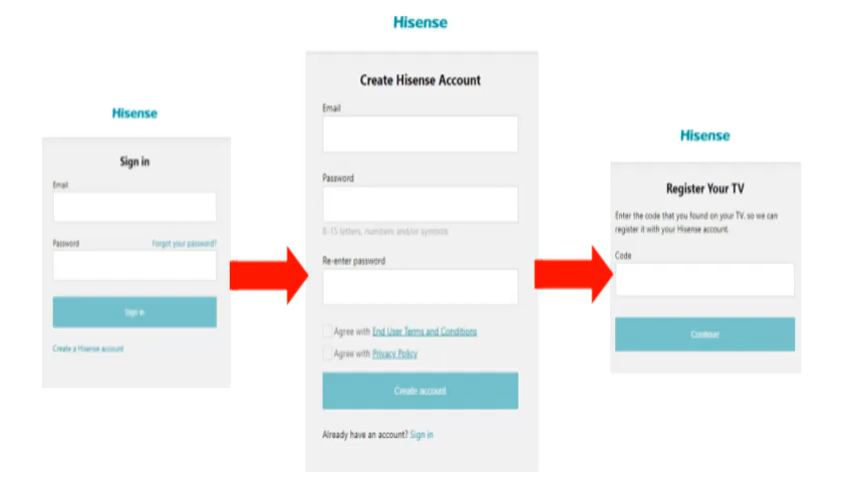 Hisense
Sign in
Email
Password
Forgot your password?
Sign in
Create a Hisense account
Hisense
Create Hisense Account
Email
Password
8-15 letters, numbers and/or symbols
Re-enter password
Agree with End User Terms and Conditions
Agree with Privacy Policy
Create account
Already have an account? Sign in
Hisense
Register Your TV
Enter the code that you found on your TV, so we can
register it with your Hisense account.
Code
Continue